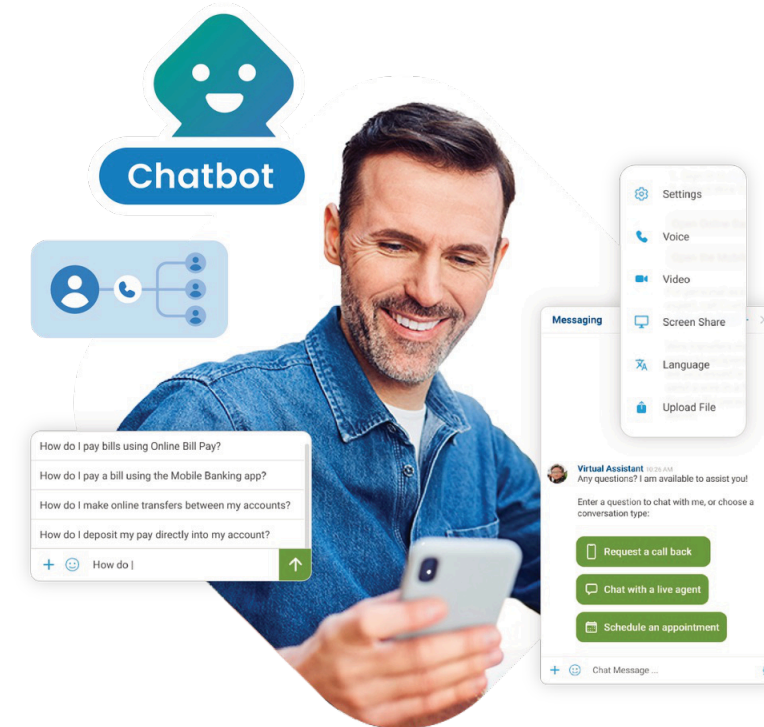 Chatbot
Settings
Voice
Video
Screen Share
Language
Upload File
Messaging
How do I pay bills using Online Bill Pay?
How do I pay a bill using the Mobile Banking app?
How do I make online transfers between my accounts?
How do I deposit my pay directly into my account?
How do |
Virtual Assistant 10:26 AM
Any questions? I am available to assist you!
Enter a question to chat with me, or choose a
conversation type:
Request a call back
Chat with a live agent
Schedule an appointment
Chat Message ...